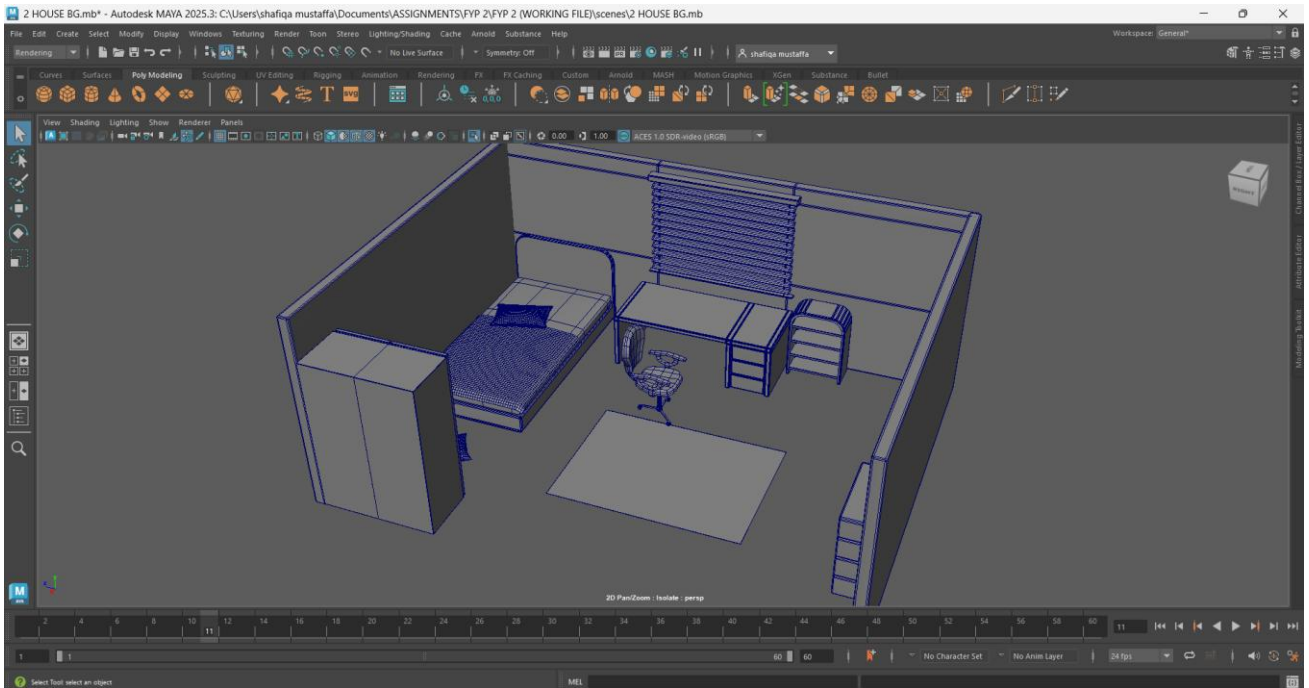 2 HOUSE BG.mb* - Autodesk MAYA 2025.3: C:\Users\shafiqa mustaffa\Documents\ASSIGNMENTS\FYP 2\FYP 2 (WORKING FILE)\scenes\2 HOUSE BG.mb
File Edit Create Select Modify Display Windows Texturing Render Toon Stereo Lighting/Shading Cache Arnold Substance Help Workspace: General*
Rendering No Live Surface Symmetry: Off shafiqa mustaffa
Curves Surfaces Poly Modeling Sculpting UV Editing Rigging Animation Rendering FX FX Caching Custom Arnold MASH Motion Graphics XGen Substance Bullet
T SVG
View Shading Lighting Show Renderer Panels
0.00 1.00 ACES 1.0 SDR-video (sRGB)
Channel Box / Layer Editor
Attribute Editor
Modeling Toolkit
2D Pan/Zoom : Isolate : persp
M
2 4 6 8 10 12 14 16 18 20 22 24 26 28 30 32 34 36 38 40 42 44 46 48 50 52 54 56 58 60 11
11
1 1 60 60 No Character Set No Anim Layer 24 fps
Select Tool: select an object MEL